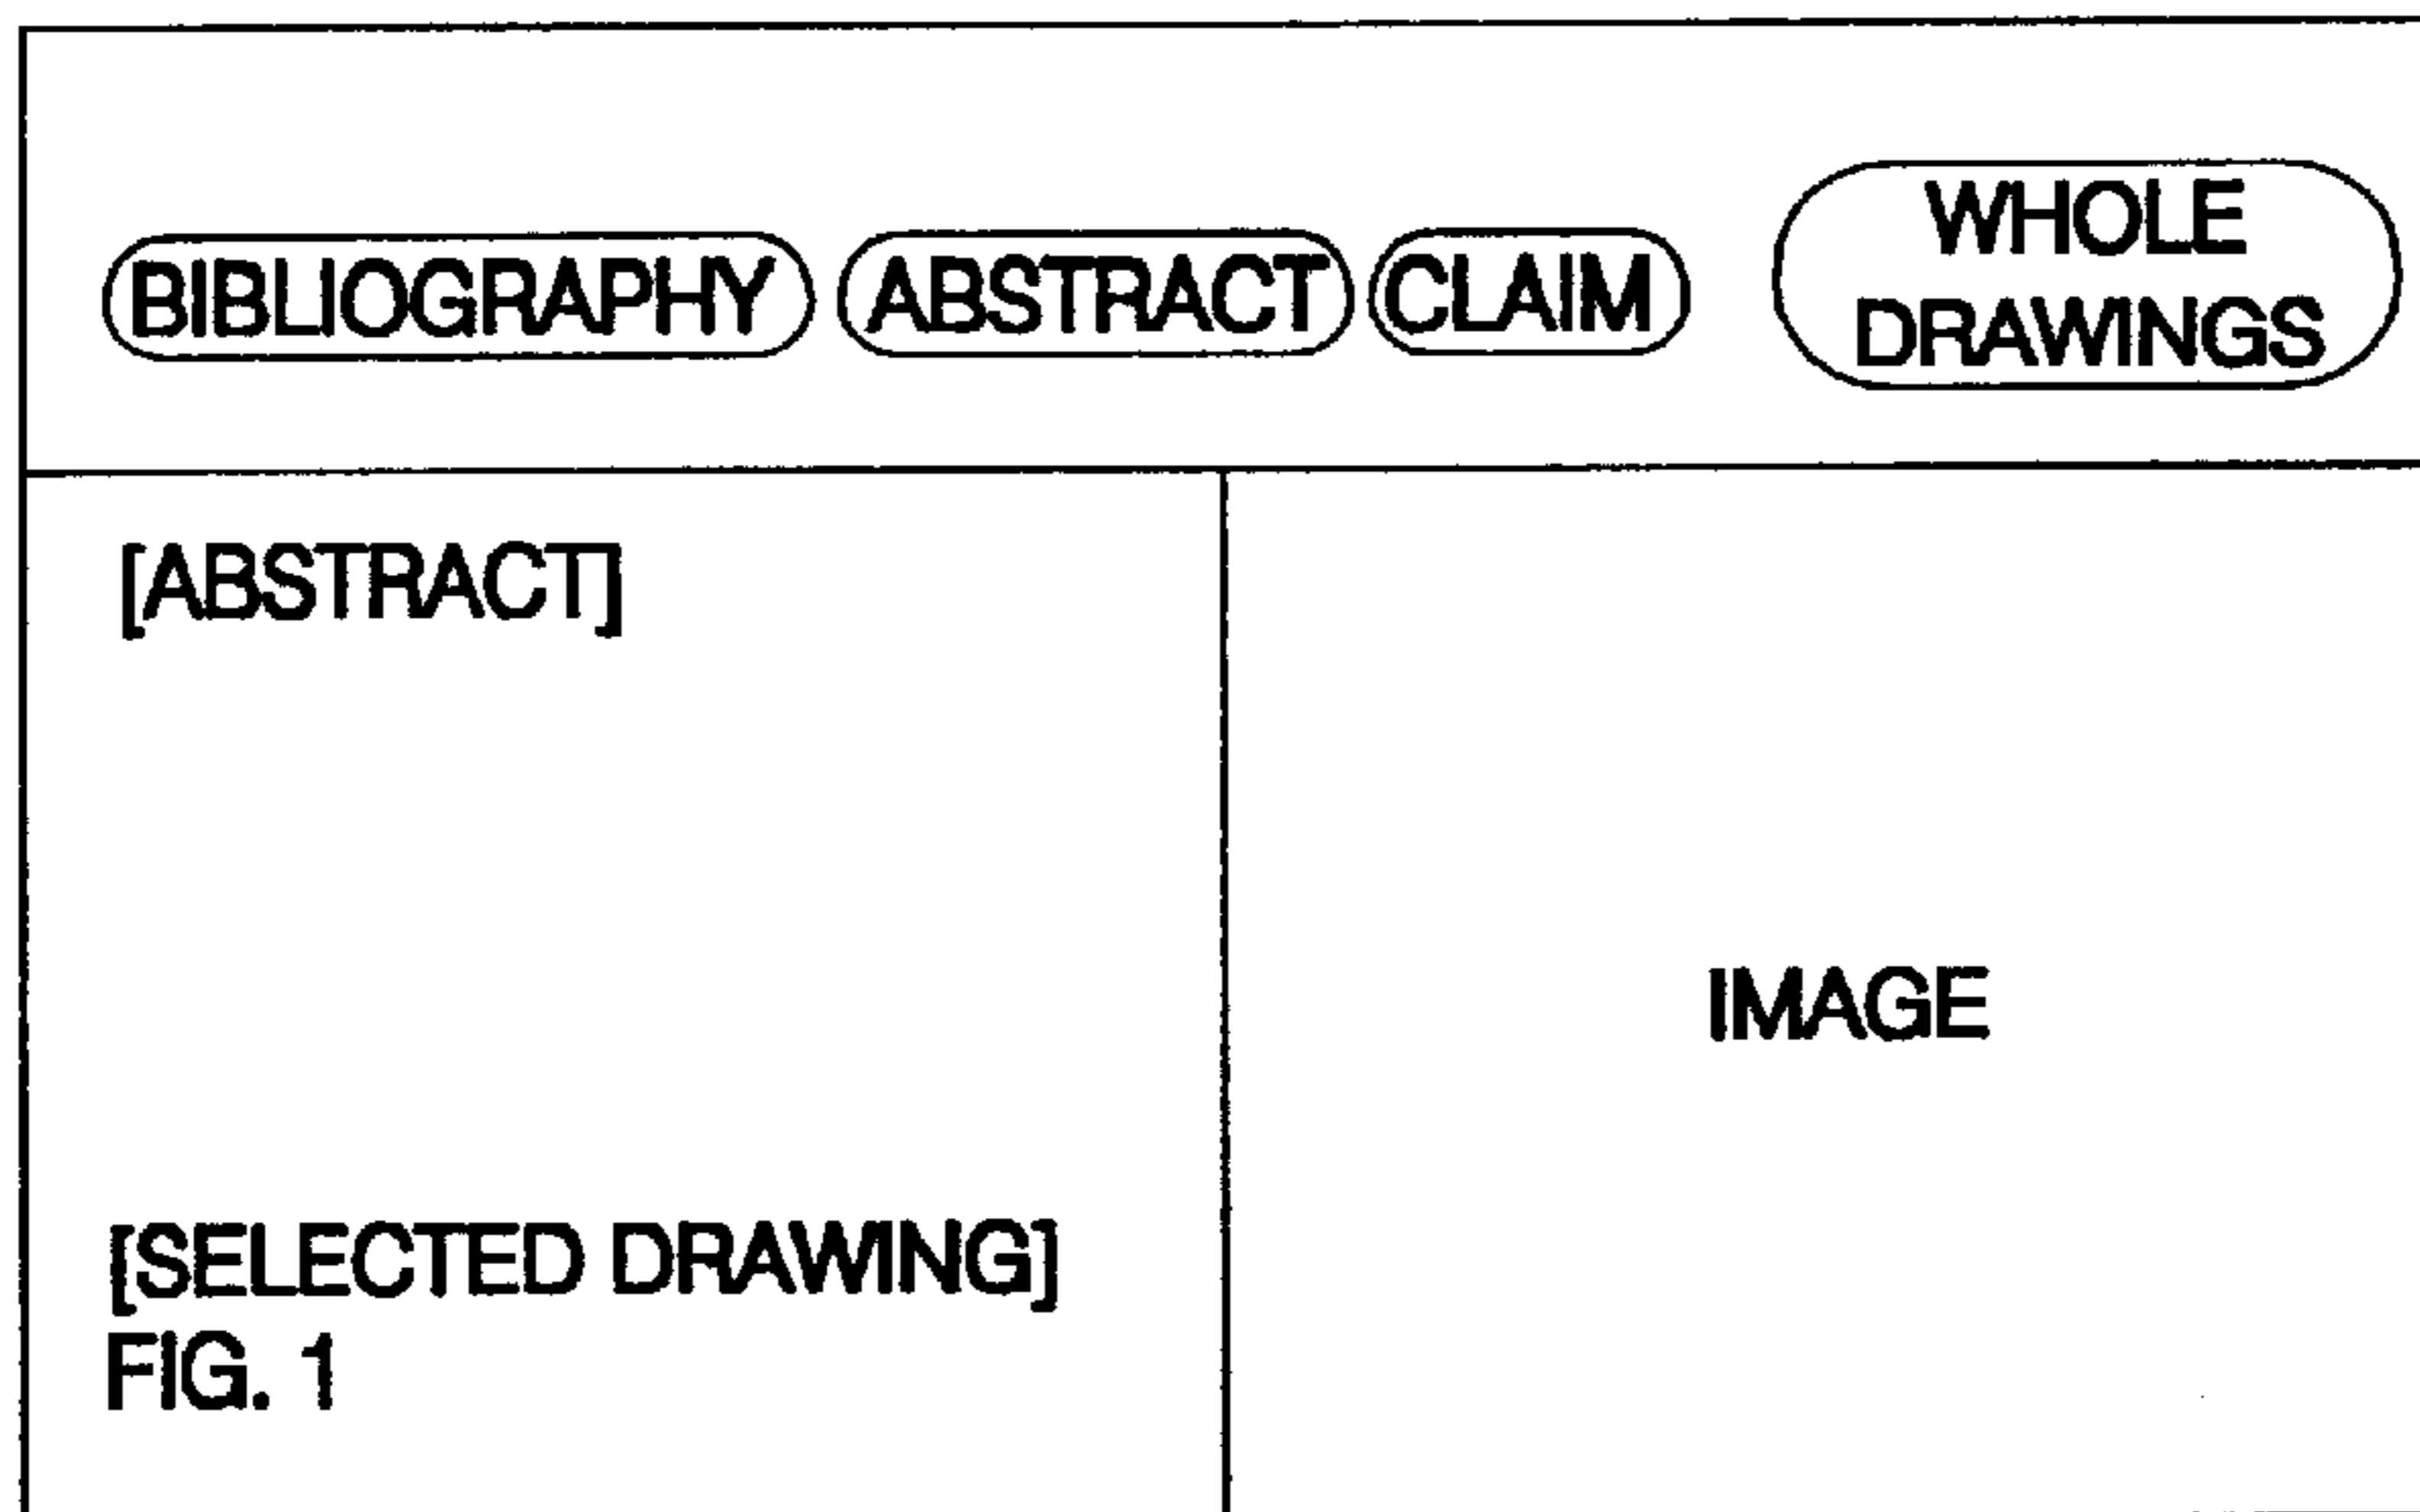 WHOLE
DRAWINGS
BIBLIOGRAPHY ABSTRACT CLAIM
[ABSTRACT]
IMAGE
[SELECTED DRAWING]
FIG. 1